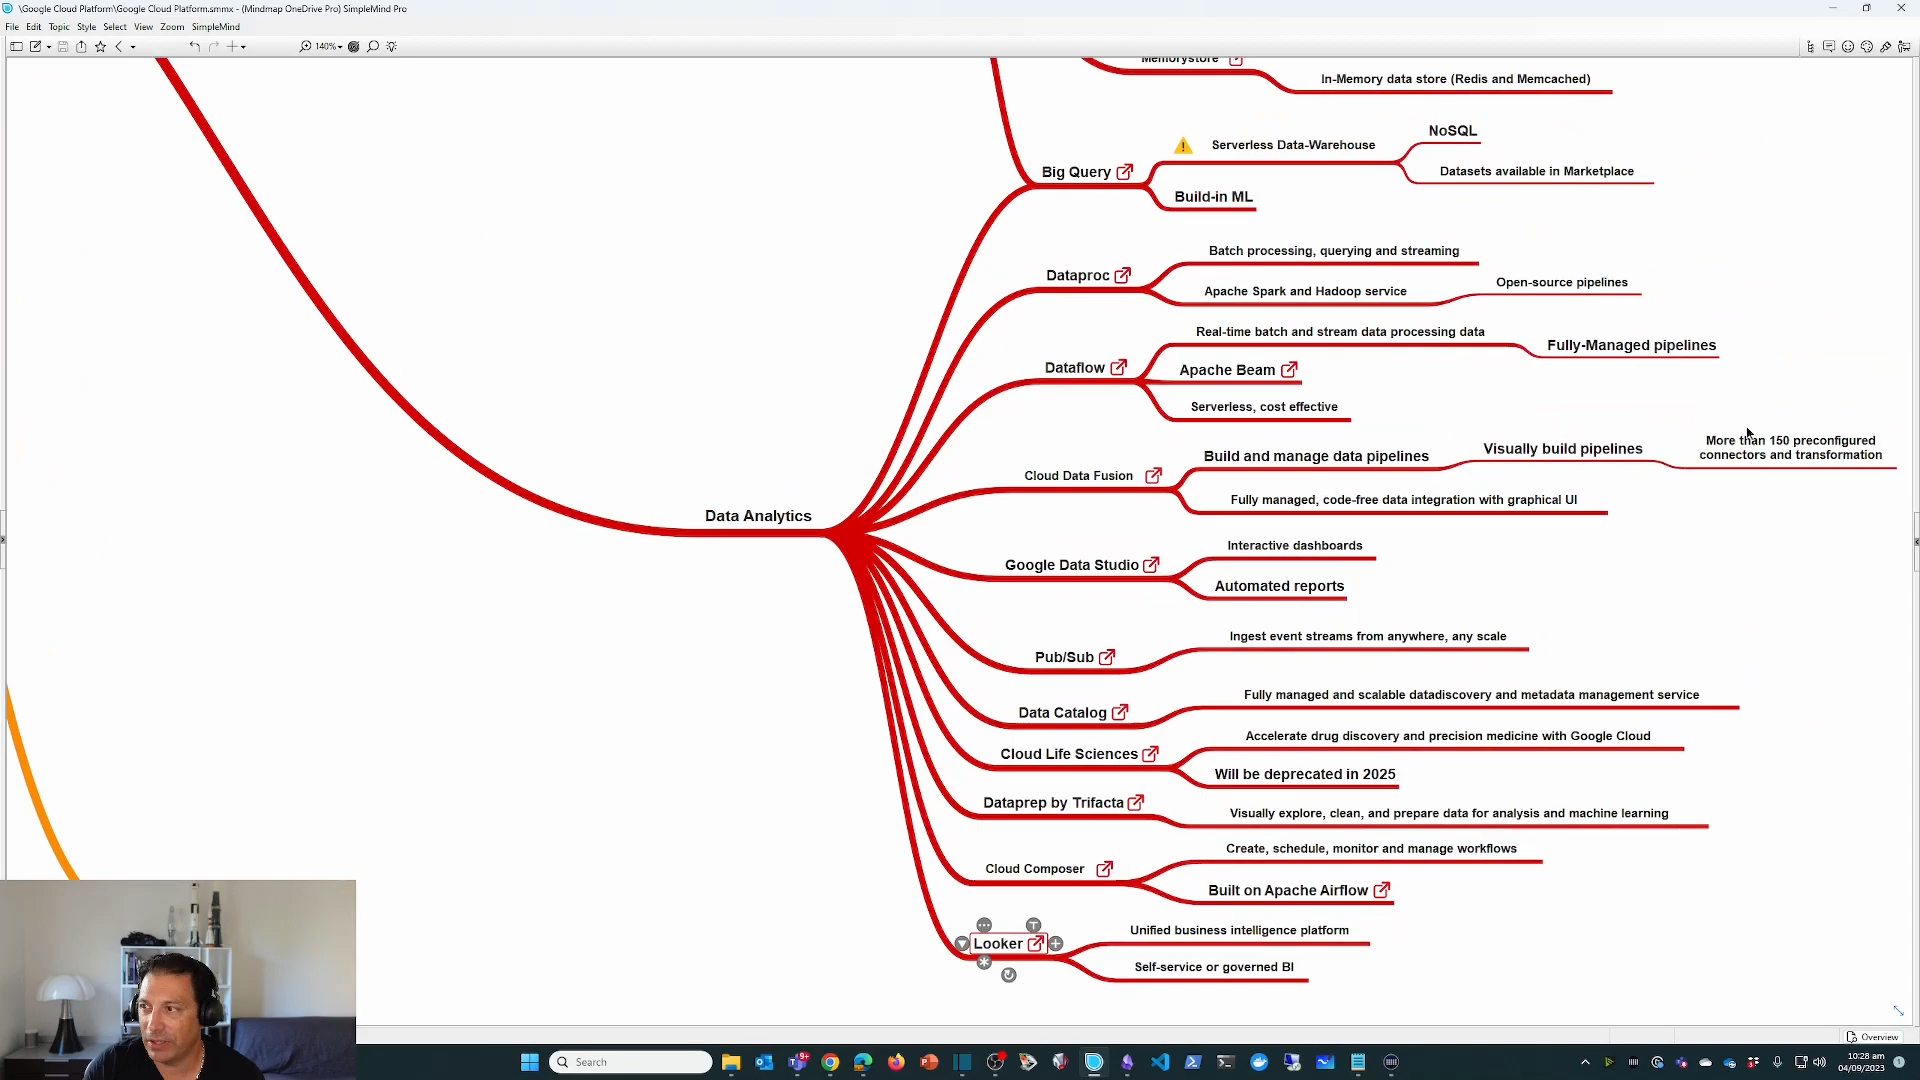 \Google Cloud Platform\Google Cloud Platform.smmx - (Mindmap OneDrive Pro) SimpleMind Pro
File Edit Topic Style Select View Zoom SimpleMind
140%
Memorystore
In-Memory data store (Redis and Memcached)
NoSQL
Serverless Data-Warehouse
Big Query
Datasets available in Marketplace
Build-in ML
Batch processing, querying and streaming
Dataproc
Apache Spark and Hadoop service
Open-source pipelines
Real-time batch and stream data processing data
Fully-Managed pipelines
Dataflow
Apache Beam
Serverless, cost effective
More than 150 preconfigured
connectors and transformation
Visually build pipelines
Build and manage data pipelines
Cloud Data Fusion
Fully managed, code-free data integration with graphical UI
Data Analytics
Interactive dashboards
Google Data Studio
Automated reports
Ingest event streams from anywhere, any scale
Pub/Sub
Fully managed and scalable datadiscovery and metadata management service
Data Catalog
Accelerate drug discovery and precision medicine with Google Cloud
Cloud Life Sciences
Will be deprecated in 2025
Dataprep by Trifacta
Visually explore, clean, and prepare data for analysis and machine learning
Create, schedule, monitor and manage workflows
Cloud Composer
Built on Apache Airflow
Unified business intelligence platform
Looker
Self-service or governed BI
Overview
Search
9+
10:28 am
04/09/2023
1